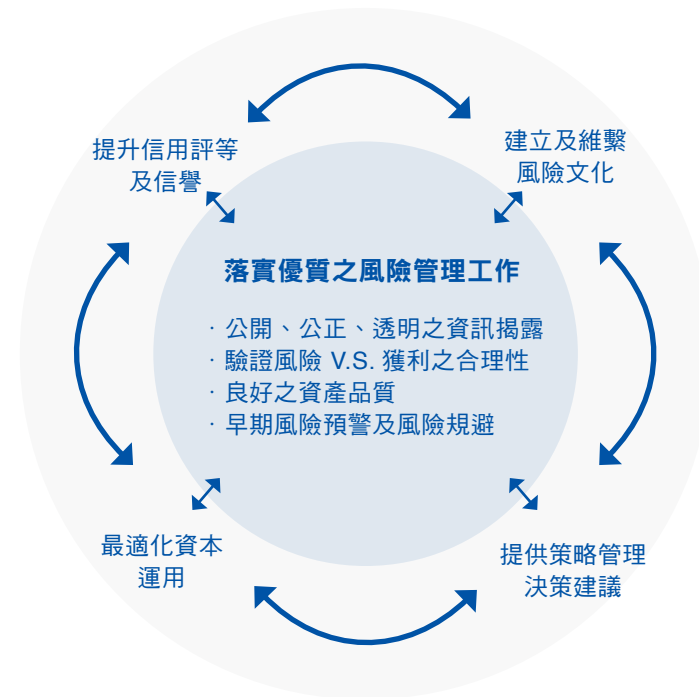 提升信用評等
及信譽
建立及維繫
風險文化
落實優質之風險管理工作
· 公開、公正、透明之資訊揭露
· 驗證風險 V.S. 獲利之合理性
· 良好之資產品質
· 早期風險預警及風險規避
最適化資本
運用
提供策略管理
決策建議